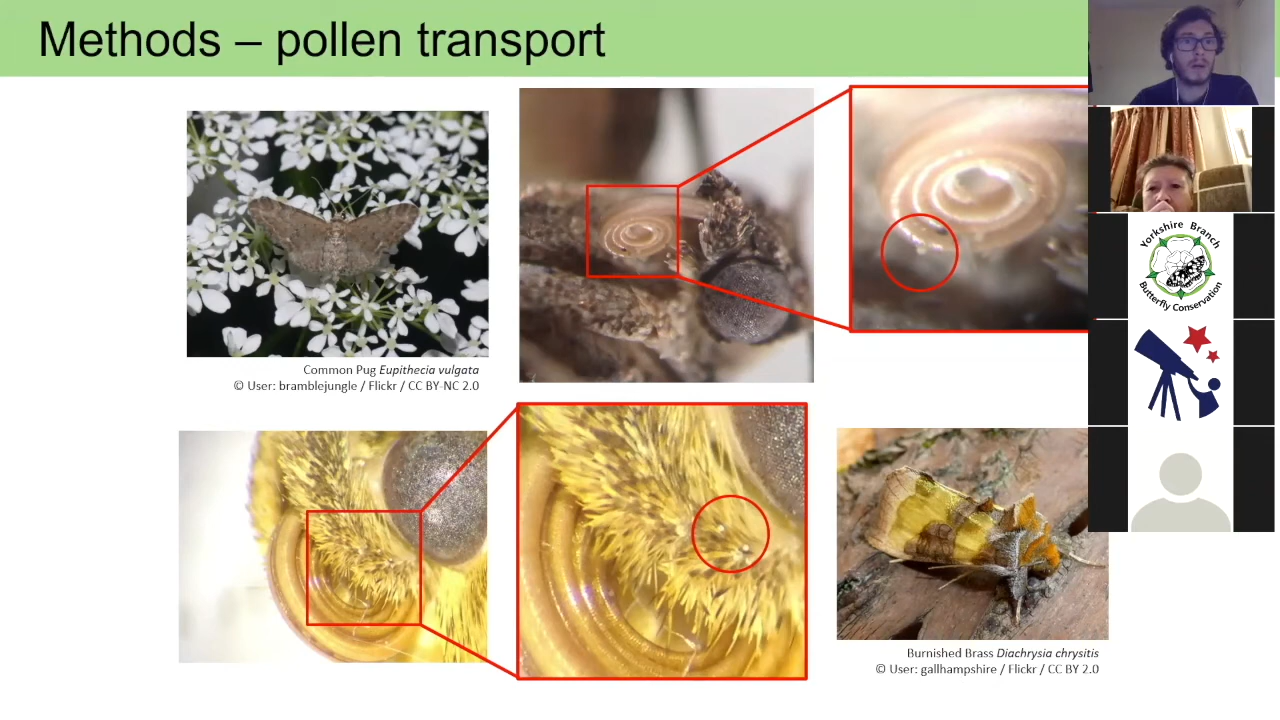 Methods – pollen transport
Common Pug Eupithecia vulgata
© User: bramblejungle / Flickr / CC BY-NC 2.0
Yorkshire Branch
Butterfly Conservation
Burnished Brass Diachrysia chrysitis
© User: gallhampshire / Flickr / CC BY 2.0